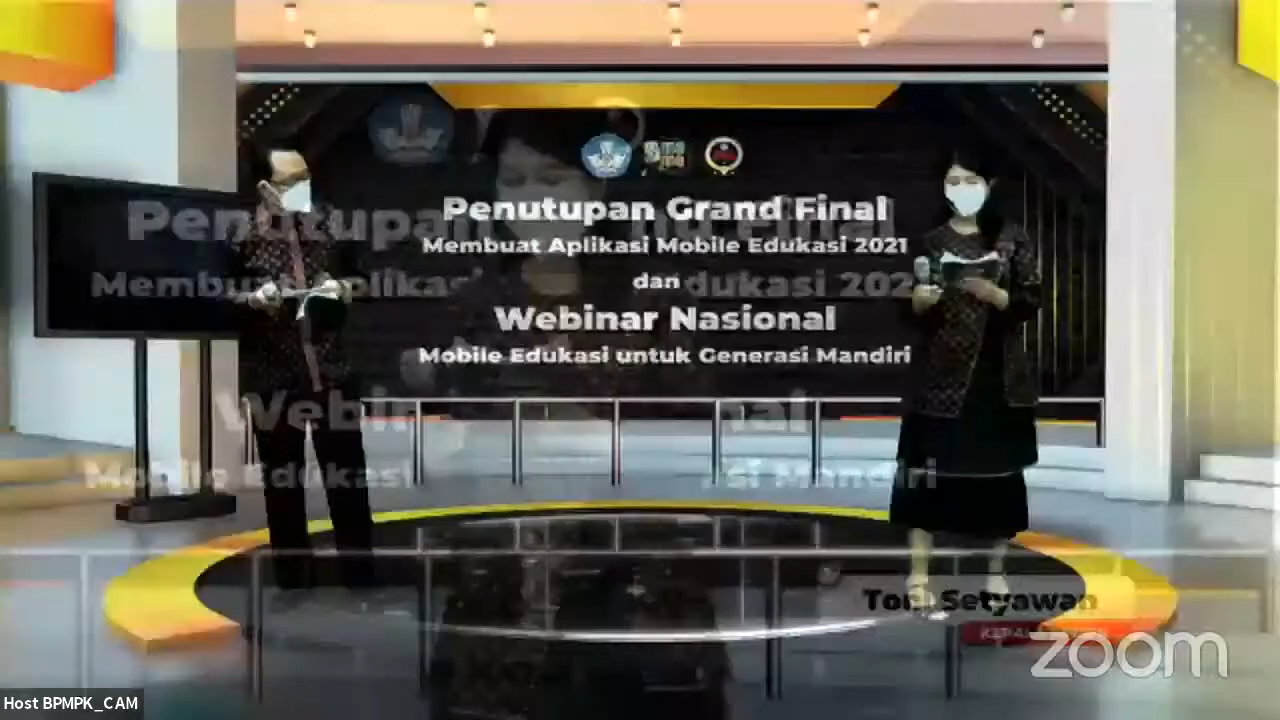 Penutupan Grand Final
Membuat Aplikasi Mobile Edukasi 2021
dan
Webinar Nasional
Mobile Edukasi untuk Generasi Mandiri
Toni Setyawan
zoom
Host BPMPK_CAM